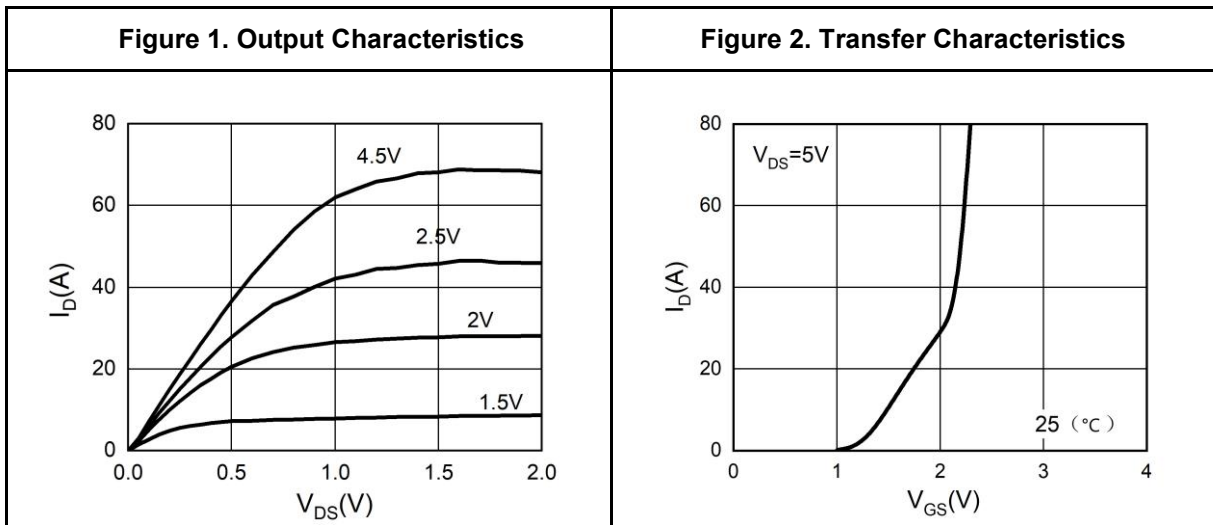 Figure 1. Output Characteristics
Figure 2. Transfer Characteristics
80
60
40
20
0
I_D(A)
4.5V
2.5V
2V
1.5V
0.0
0.5
1.0
1.5
2.0
V_DS(V)
80
60
40
20
0
I_D(A)
V_DS=5V
25（℃）
0
1
2
3
4
V_GS(V)